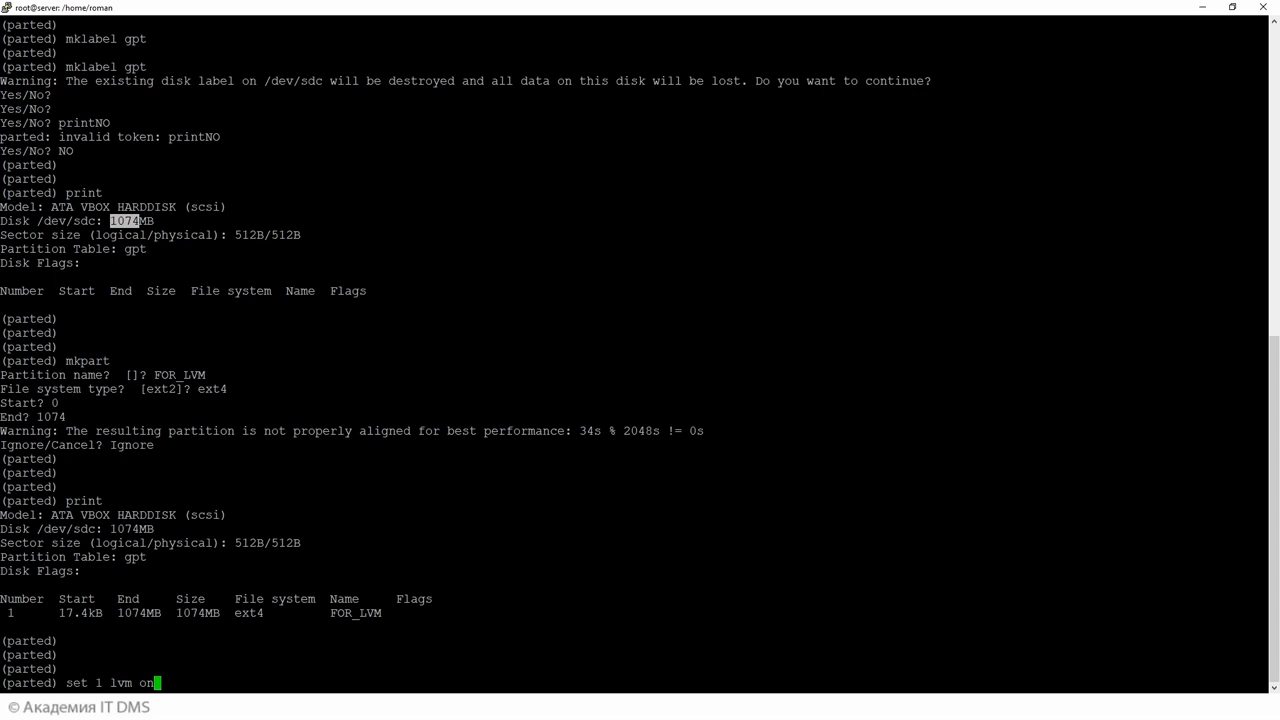 root@server: /home/roman
(parted)
(parted) mklabel gpt
(parted)
(parted) mklabel gpt
Warning: The existing disk label on /dev/sdc will be destroyed and all data on this disk will be lost. Do you want to continue?
Yes/No?
Yes/No?
Yes/No? printNO
parted: invalid token: printNO
Yes/No? NO
(parted)
(parted)
(parted) print
Model: ATA VBOX HARDDISK (scsi)
Disk /dev/sdc: 1074MB
Sector size (logical/physical): 512B/512B
Partition Table: gpt
Disk Flags:
Number  Start  End  Size  File system  Name  Flags
(parted)
(parted)
(parted)
(parted) mkpart
Partition name?  []? FOR_LVM
File system type?  [ext2]? ext4
Start? 0
End? 1074
Warning: The resulting partition is not properly aligned for best performance: 34s % 2048s != 0s
Ignore/Cancel? Ignore
(parted)
(parted)
(parted)
(parted) print
Model: ATA VBOX HARDDISK (scsi)
Disk /dev/sdc: 1074MB
Sector size (logical/physical): 512B/512B
Partition Table: gpt
Disk Flags:
Number  Start   End     Size    File system  Name     Flags
 1      17.4kB  1074MB  1074MB  ext4         FOR_LVM
(parted)
(parted)
(parted)
(parted) set 1 lvm on
© Академия IT DMS